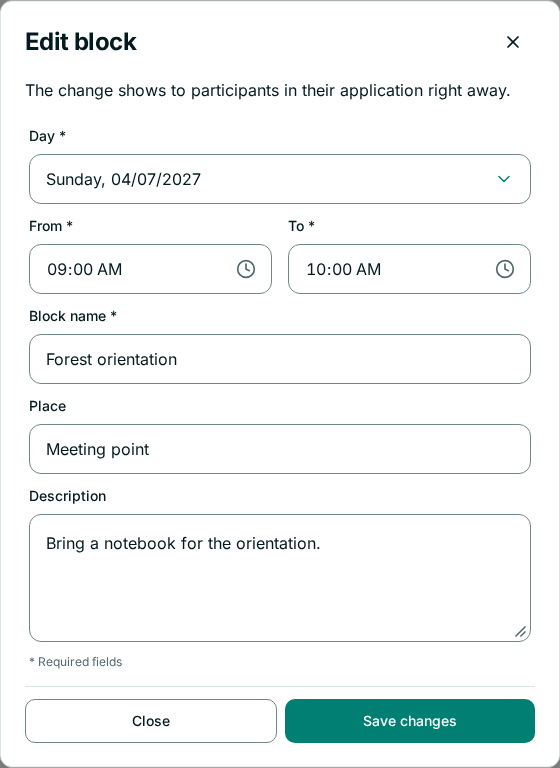 Edit block
The change shows to participants in their application right away.
Day *
Sunday, 04/07/2027
From *
To *
09:00 AM
10:00 AM
Block name *
Forest orientation
Place
Meeting point
Description
Bring a notebook for the orientation.
* Required fields
Close
Save changes